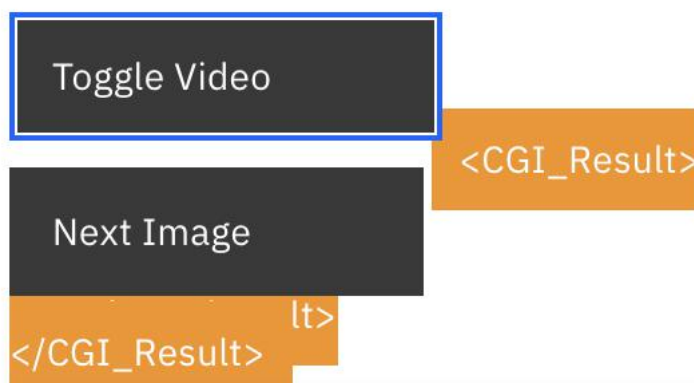 Toggle Video
<CGI_Result>
Next Image
lt>
</CGI_Result>